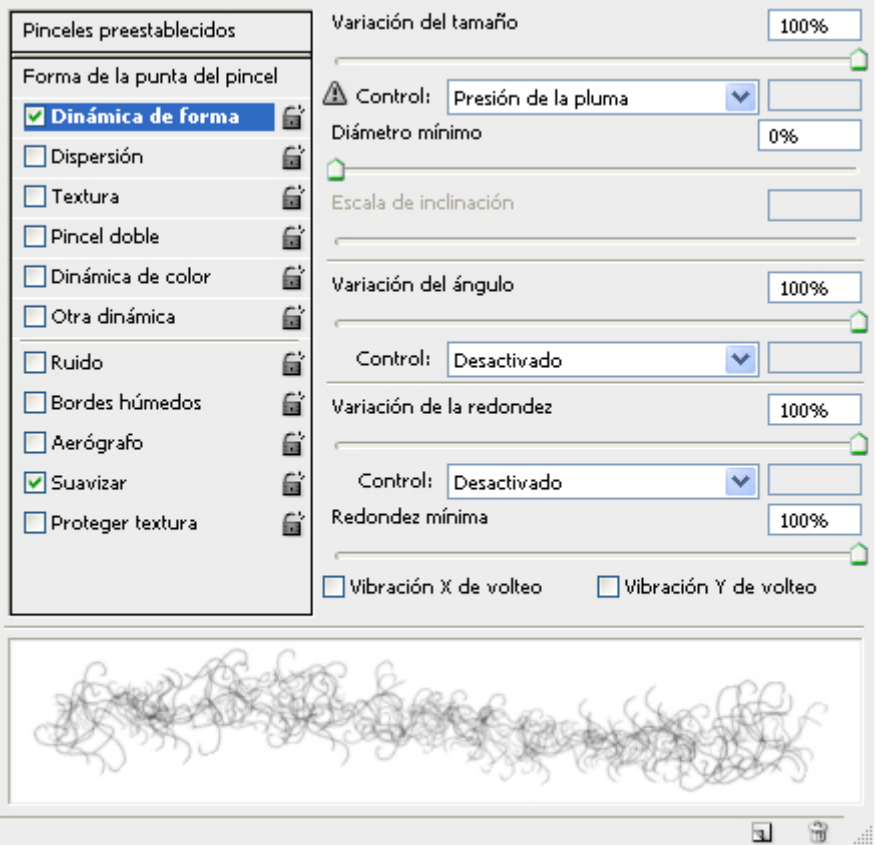 Pinceles preestablecidos
Forma de la punta del pincel
Dinámica de forma
Dispersión
Textura
Pincel doble
Dinámica de color
Otra dinámica
Ruido
Bordes húmedos
Aerógrafo
Suavizar
Proteger textura
Variación del tamaño 100%
Control: Presión de la pluma
Diámetro mínimo 0%
Escala de inclinación
Variación del ángulo 100%
Control: Desactivado
Variación de la redondez 100%
Control: Desactivado
Redondez mínima 100%
Vibración X de volteo Vibración Y de volteo